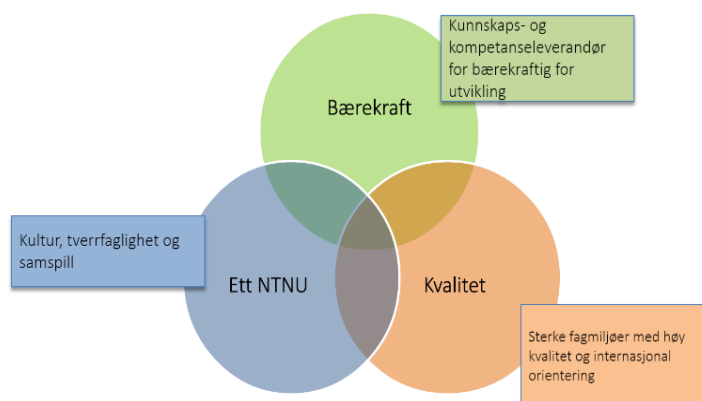 Kunnskaps- og
kompetanseleverandør
for bærekraftig for
utvikling
Bærekraft
Kultur, tverrfaglighet og
samspill
Ett NTNU
Kvalitet
Sterke fagmiljøer med høy
kvalitet og internasjonal
orientering